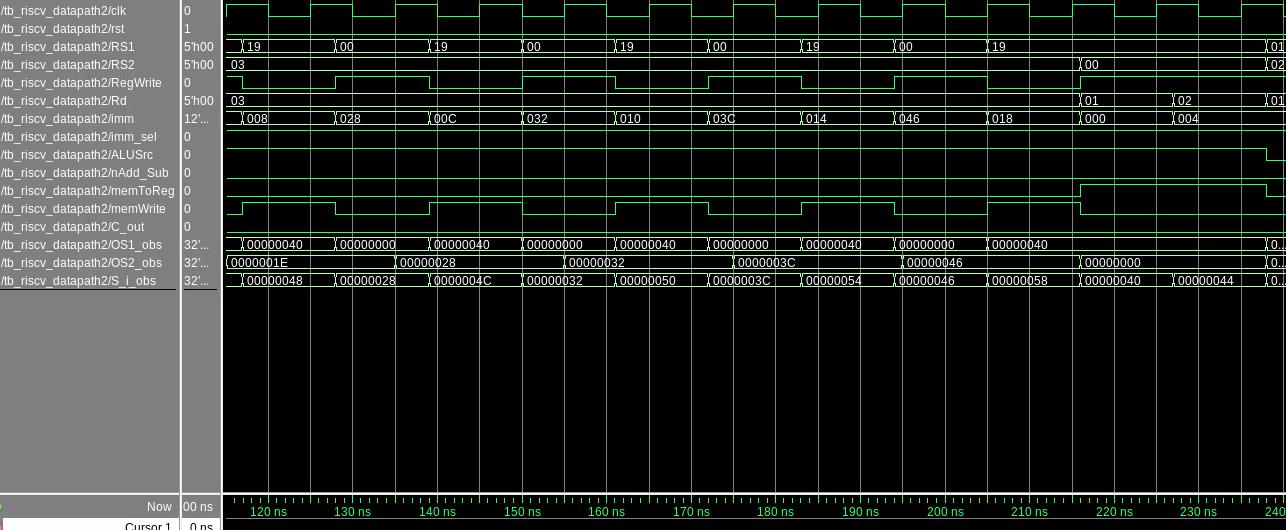 /tb_riscv_datapath2/clk 0
/tb_riscv_datapath2/rst 1
/tb_riscv_datapath2/RS1 5'h00 19 00 19 00 19 00 19 00 19 01
/tb_riscv_datapath2/RS2 5'h00 03 00 02
/tb_riscv_datapath2/RegWrite 0
/tb_riscv_datapath2/Rd 5'h00 03 01 02 01
/tb_riscv_datapath2/imm 12'... 008 028 00C 032 010 03C 014 046 018 000 004
/tb_riscv_datapath2/imm_sel 0
/tb_riscv_datapath2/ALUSrc 0
/tb_riscv_datapath2/nAdd_Sub 0
/tb_riscv_datapath2/memToReg 0
/tb_riscv_datapath2/memWrite 0
/tb_riscv_datapath2/C_out 0
/tb_riscv_datapath2/OS1_obs 32'... 00000040 00000000 00000040 00000000 00000040 00000000 00000040 00000000 00000040 0...
/tb_riscv_datapath2/OS2_obs 32'... 0000001E 00000028 00000032 0000003C 00000046 00000000 0...
/tb_riscv_datapath2/S_i_obs 32'... 00000048 00000028 0000004C 00000032 00000050 0000003C 00000054 00000046 00000058 00000040 00000044 0...
Now 00 ns 120 ns 130 ns 140 ns 150 ns 160 ns 170 ns 180 ns 190 ns 200 ns 210 ns 220 ns 230 ns 240
Cursor 1 0 ns